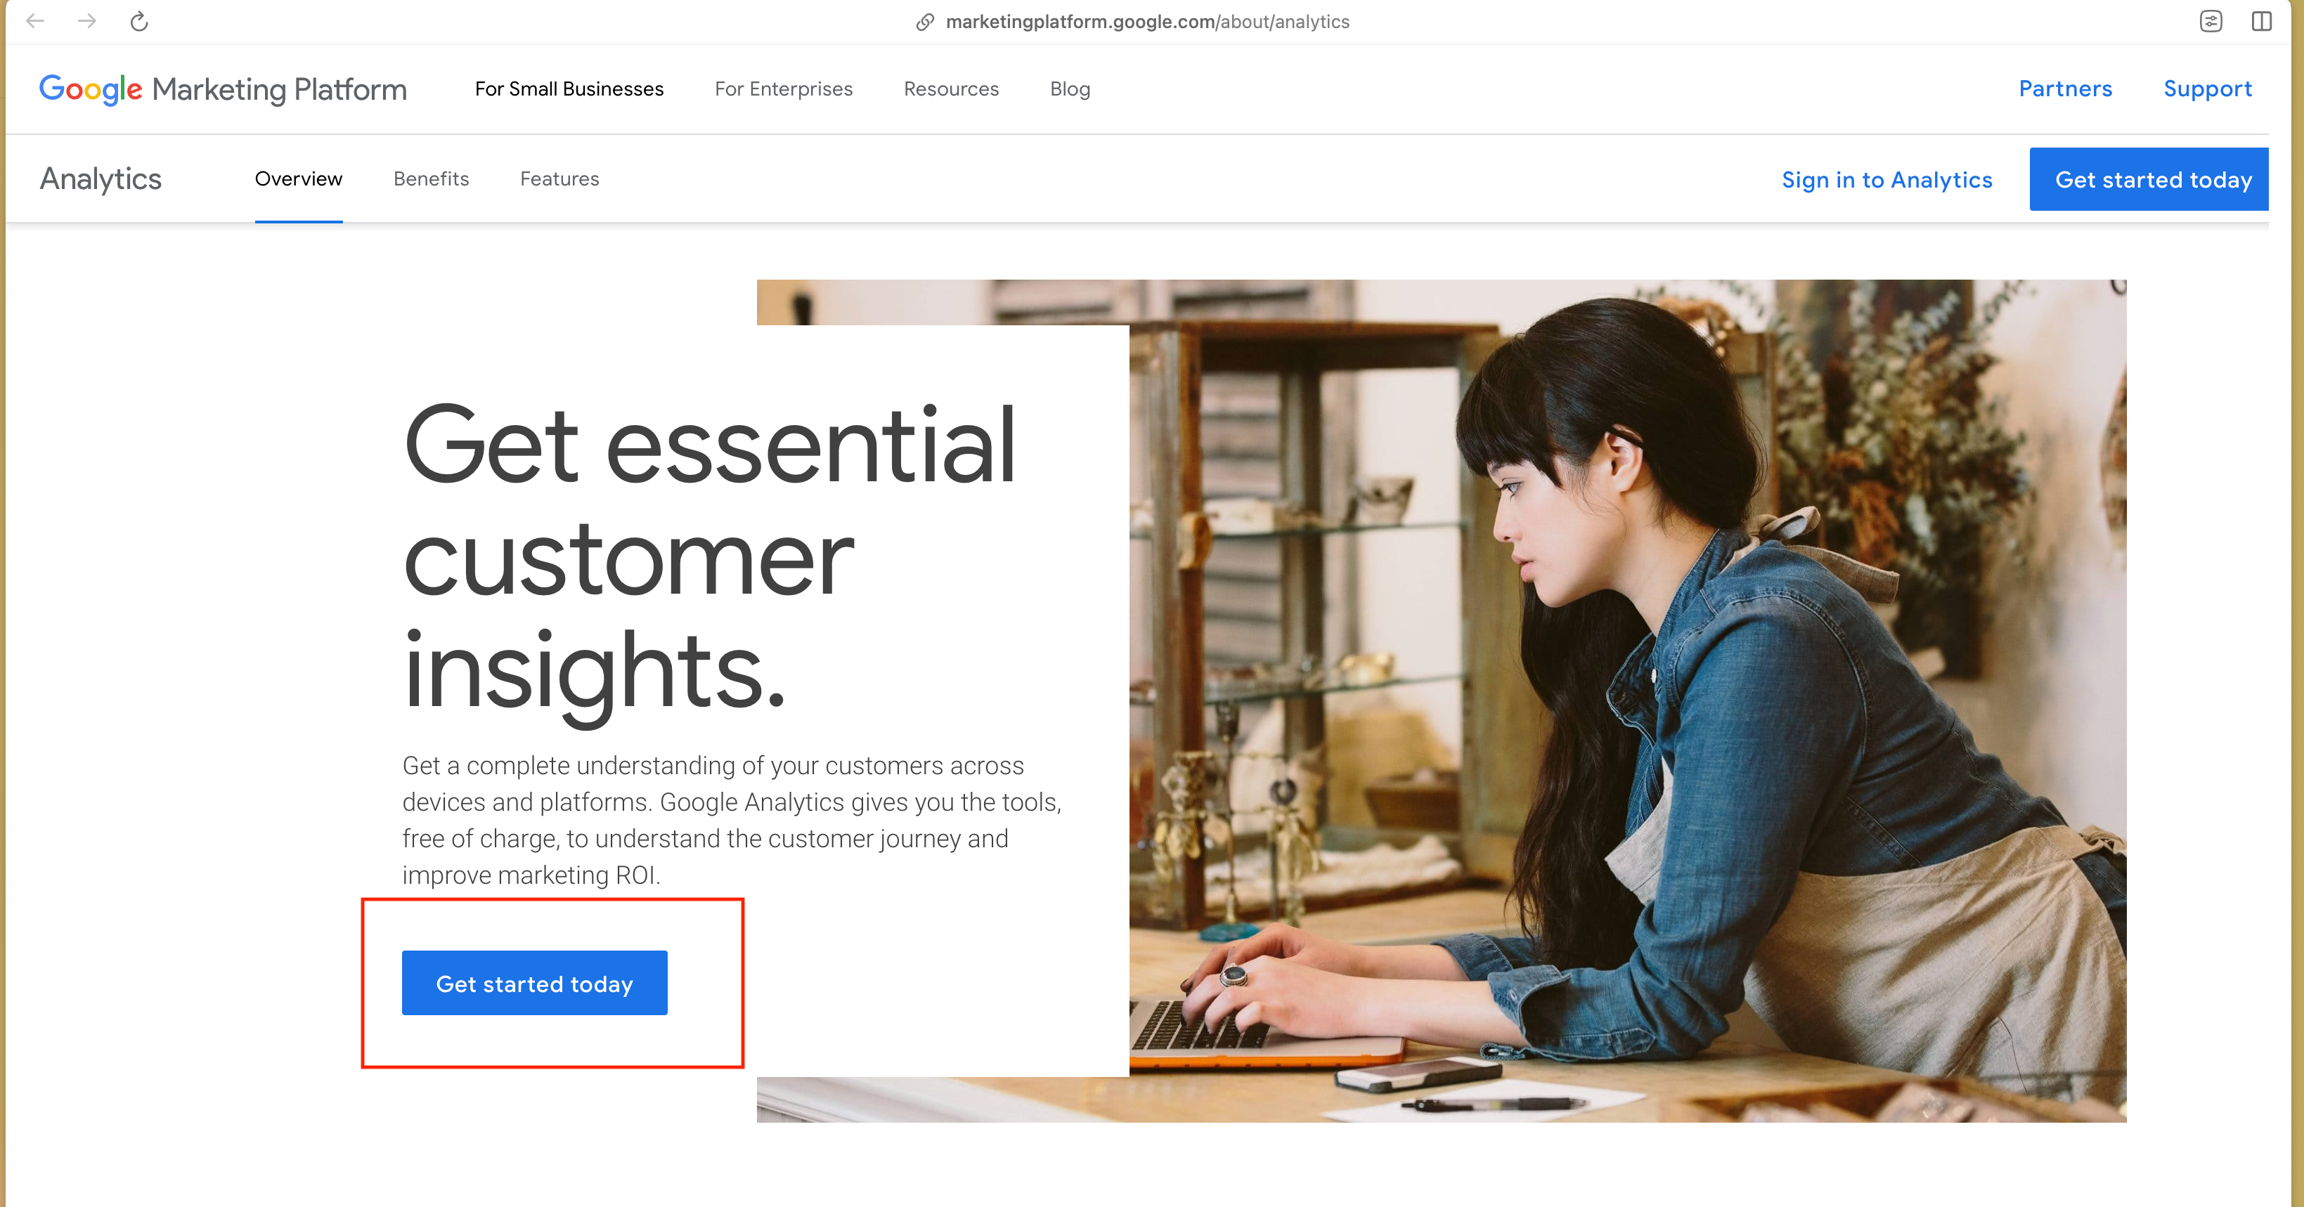 marketingplatform.google.com/about/analytics
Google Marketing Platform For Small Businesses For Enterprises Resources Blog Partners Support
Analytics Overview Benefits Features Sign in to Analytics Get started today
Get essential
customer
insights.
Get a complete understanding of your customers across
devices and platforms. Google Analytics gives you the tools,
free of charge, to understand the customer journey and
improve marketing ROI.
Get started today